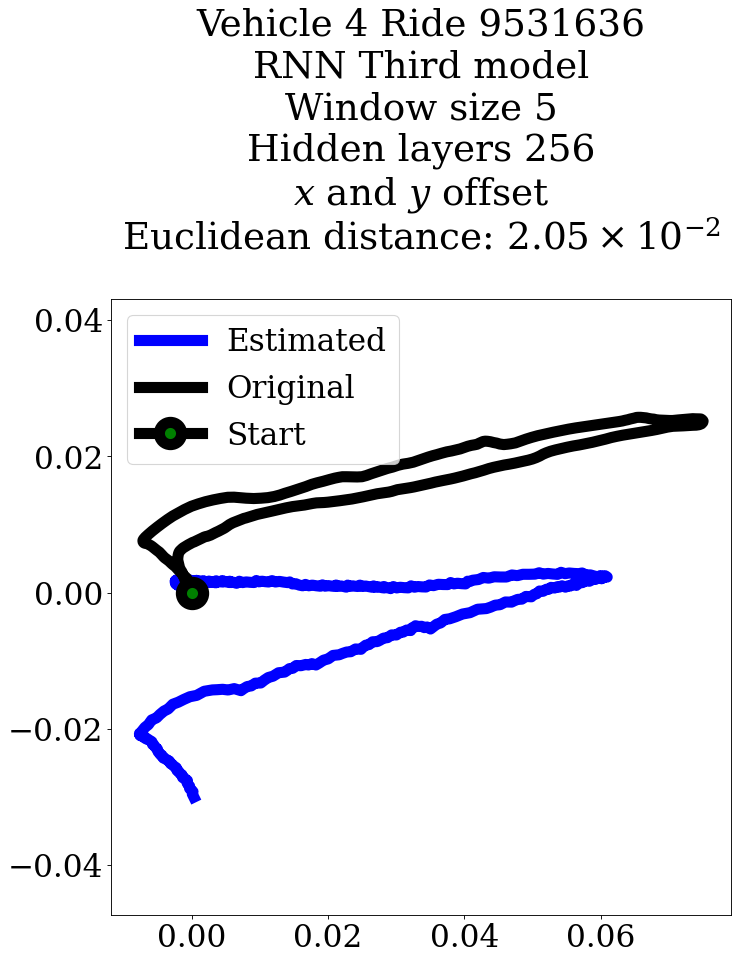 Vehicle 4 Ride 9531636
RNN Third model
Window size 5
Hidden layers 256
x and y offset
Euclidean distance: 2.05 × 10⁻²
Estimated
Original
Start
0.04
0.02
0.00
−0.02
−0.04
0.00 0.02 0.04 0.06